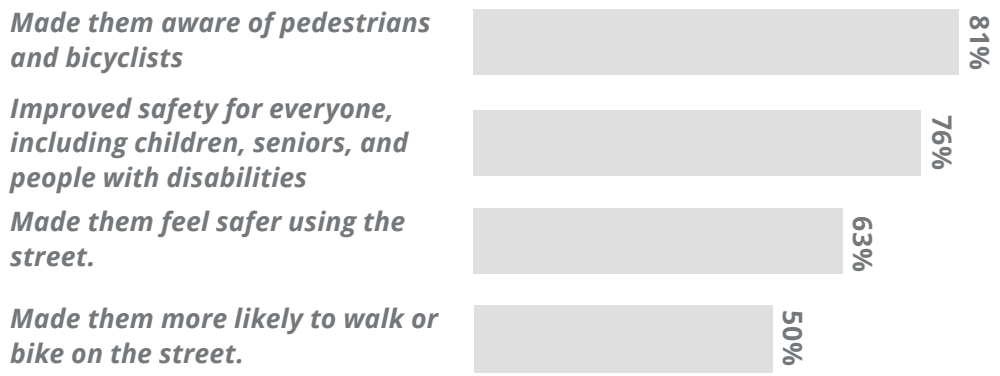 Made them aware of pedestrians
and bicyclists
81%
Improved safety for everyone,
including children, seniors, and
people with disabilities
76%
Made them feel safer using the
street.
63%
Made them more likely to walk or
bike on the street.
50%